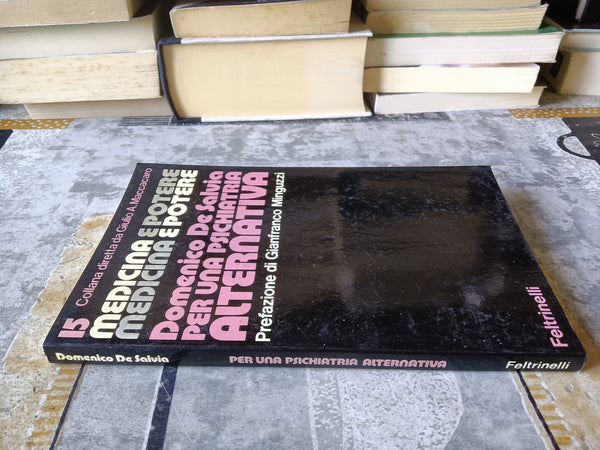 15 Collana diretta da Giulio A. Maccacaro
MEDICINA E POTERE
MEDICINA E POTERE
Domenico De Salvia
PER UNA PSICHIATRIA
ALTERNATIVA
Prefazione di Gianfranco Minguzzi
Feltrinelli
Domenico De Salvia PER UNA PSICHIATRIA ALTERNATIVA Feltrinelli